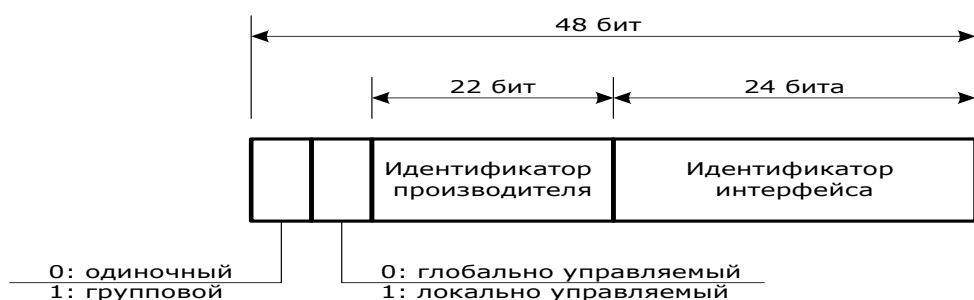 48 бит
22 бит
24 бита
Идентификатор
производителя
Идентификатор
интерфейса
0: одиночный
1: групповой
0: глобально управляемый
1: локально управляемый